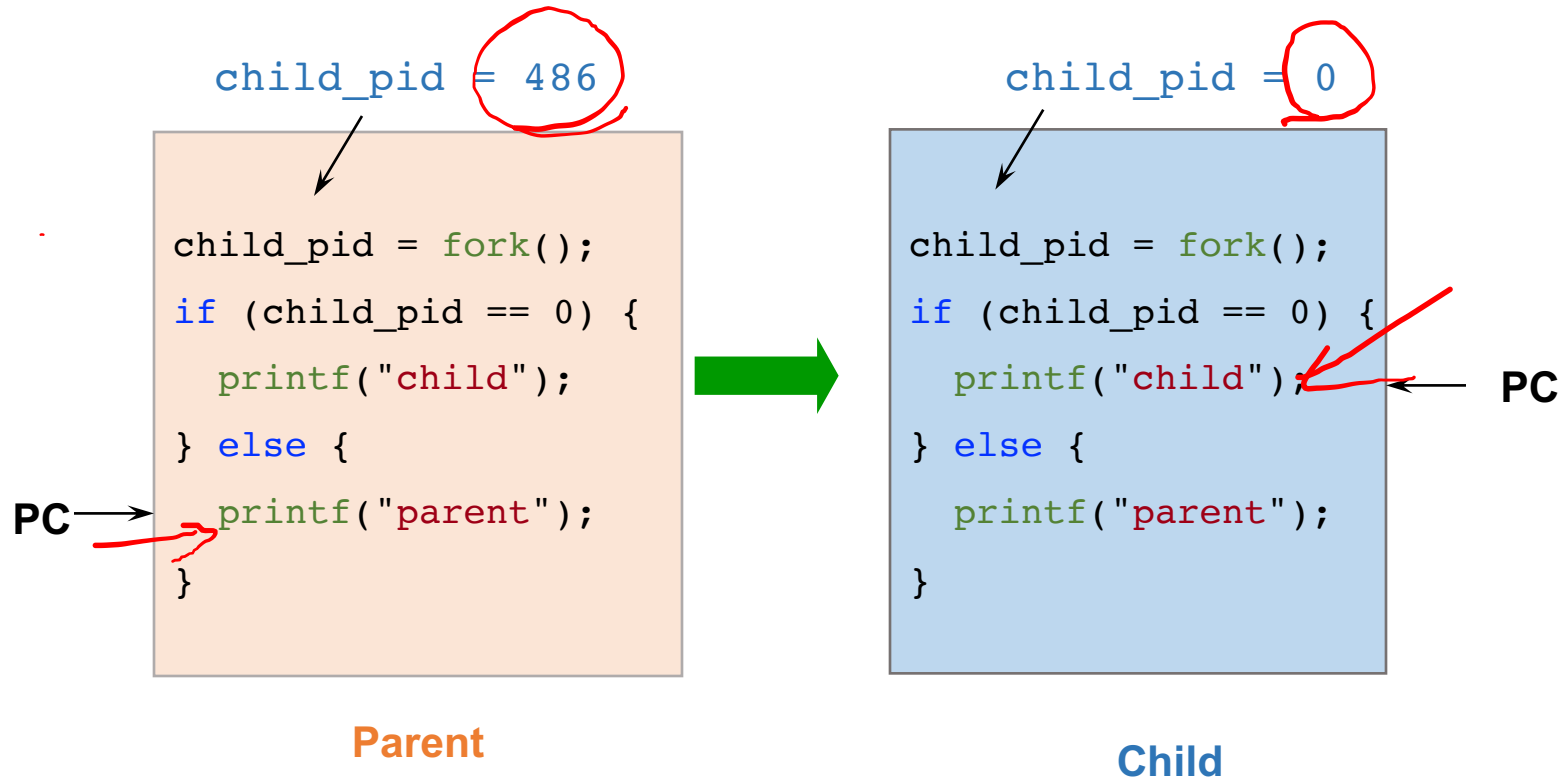 child_pid = 486
child_pid = fork();
if (child_pid == 0) {
printf("child");
} else {
PC
printf("parent");
}
Parent
child_pid = 0
child_pid = fork();
if (child_pid == 0) {
printf("child");
PC
} else {
printf("parent");
}
Child